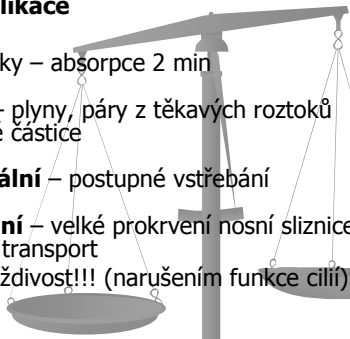 likace
ky – absorpce 2 min
– plyny, páry z těkavých roztoků
é částice
ální – postupné vstřebání
ní – velké prokrvení nosní sliznice
transport
ždivost!!! (narušením funkce cilií)